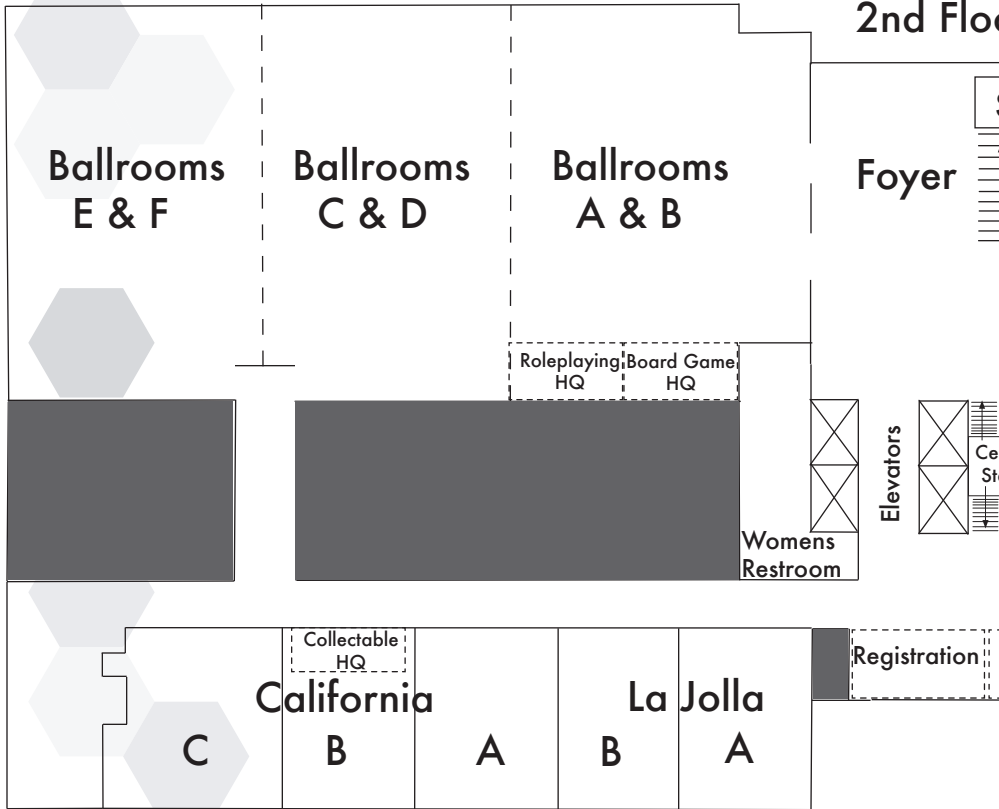 2nd
Ballrooms
E & F
Ballrooms
C & D
Ballrooms
A & B
Foyer
Roleplaying
HQ
Board Game
HQ
Elevators
Womens
Restroom
Collectable
HQ
Registration
California
La Jolla
C
B
A
B
A